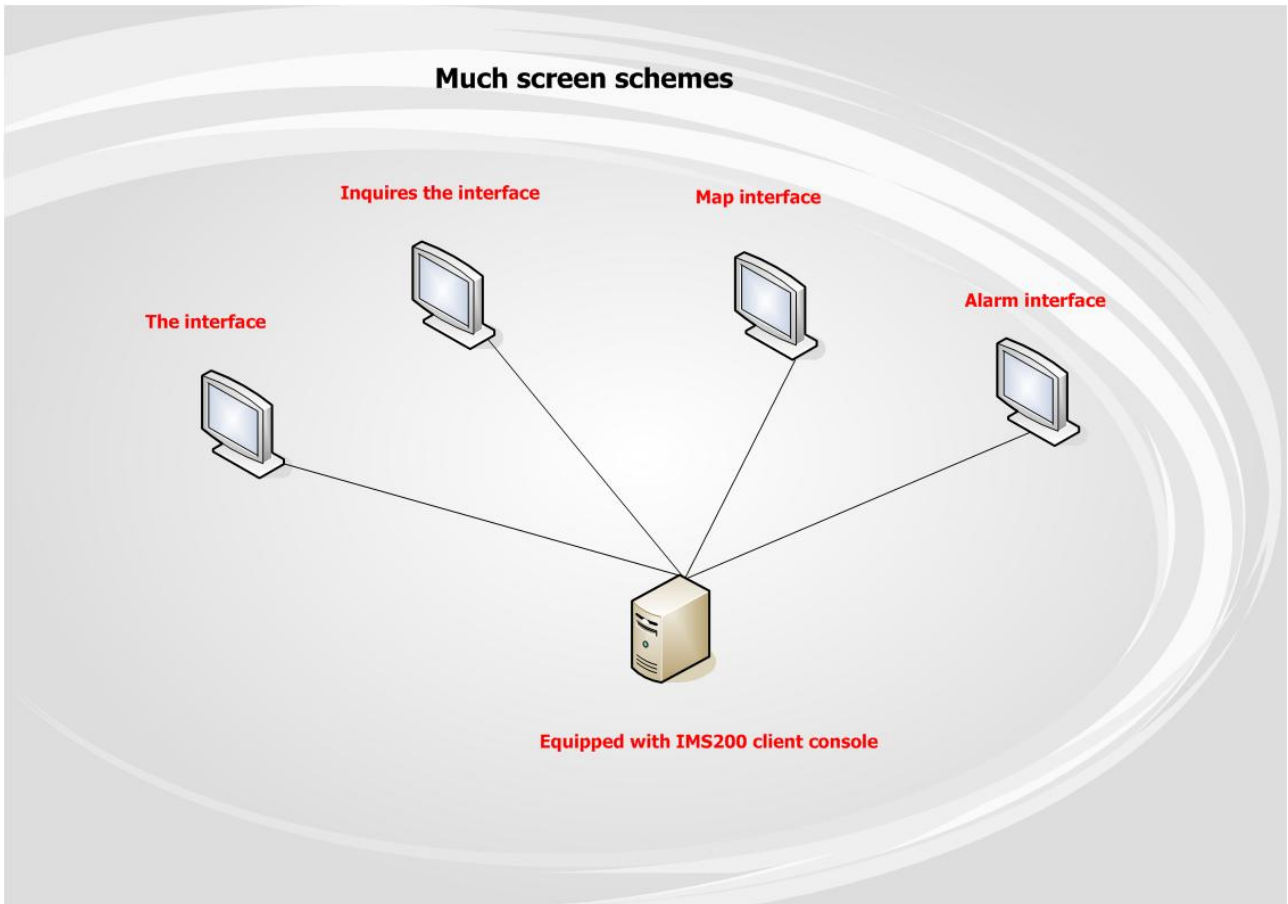 Much screen schemes
Inquires the interface
Map interface
Alarm interface
The interface
Equipped with IMS200 client console